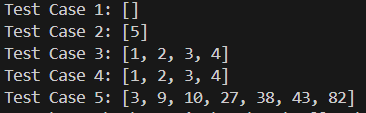 Test Case 1: []
Test Case 2: [5]
Test Case 3: [1, 2, 3, 4]
Test Case 4: [1, 2, 3, 4]
Test Case 5: [3, 9, 10, 27, 38, 43, 82]